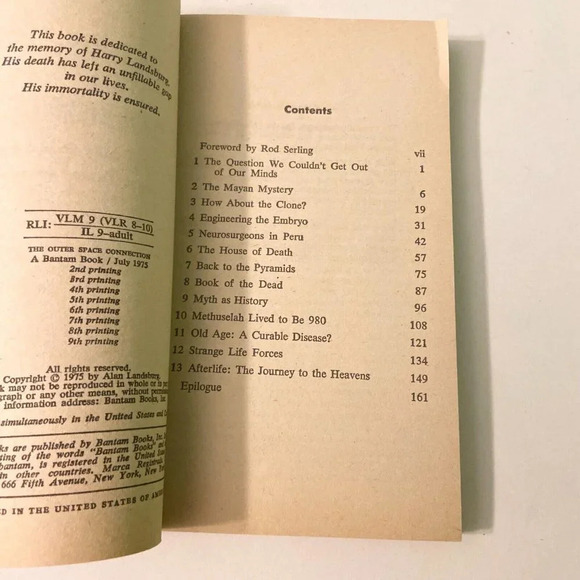 This book is dedicated to
the memory of Harry Landsburg.
His death has left an unfillable gap
in our lives.
His immortality is ensured.
RLI: VLM 9 (VLR 8–10)
IL 9–adult
THE OUTER SPACE CONNECTION
A Bantam Book / July 1975
2nd printing
3rd printing
4th printing
5th printing
6th printing
7th printing
8th printing
9th printing
All rights reserved.
Copyright © 1975 by Alan Landsburg.
may not be reproduced in whole or in
graph or any other means, without
information address: Bantam Books, Inc.
simultaneously in the United States and
are published by Bantam Books, Inc.
of the words "Bantam Books" and
bantam, is registered in the United
in other countries. Marca
666 Fifth Avenue, New York, New
IN THE UNITED STATES OF
Contents
Foreword by Rod Serling vii
1 The Question We Couldn't Get Out
of Our Minds 1
2 The Mayan Mystery 6
3 How About the Clone? 19
4 Engineering the Embryo 31
5 Neurosurgeons in Peru 42
6 The House of Death 57
7 Back to the Pyramids 75
8 Book of the Dead 87
9 Myth as History 96
10 Methuselah Lived to Be 980 108
11 Old Age: A Curable Disease? 121
12 Strange Life Forces 134
13 Afterlife: The Journey to the Heavens 149
Epilogue 161